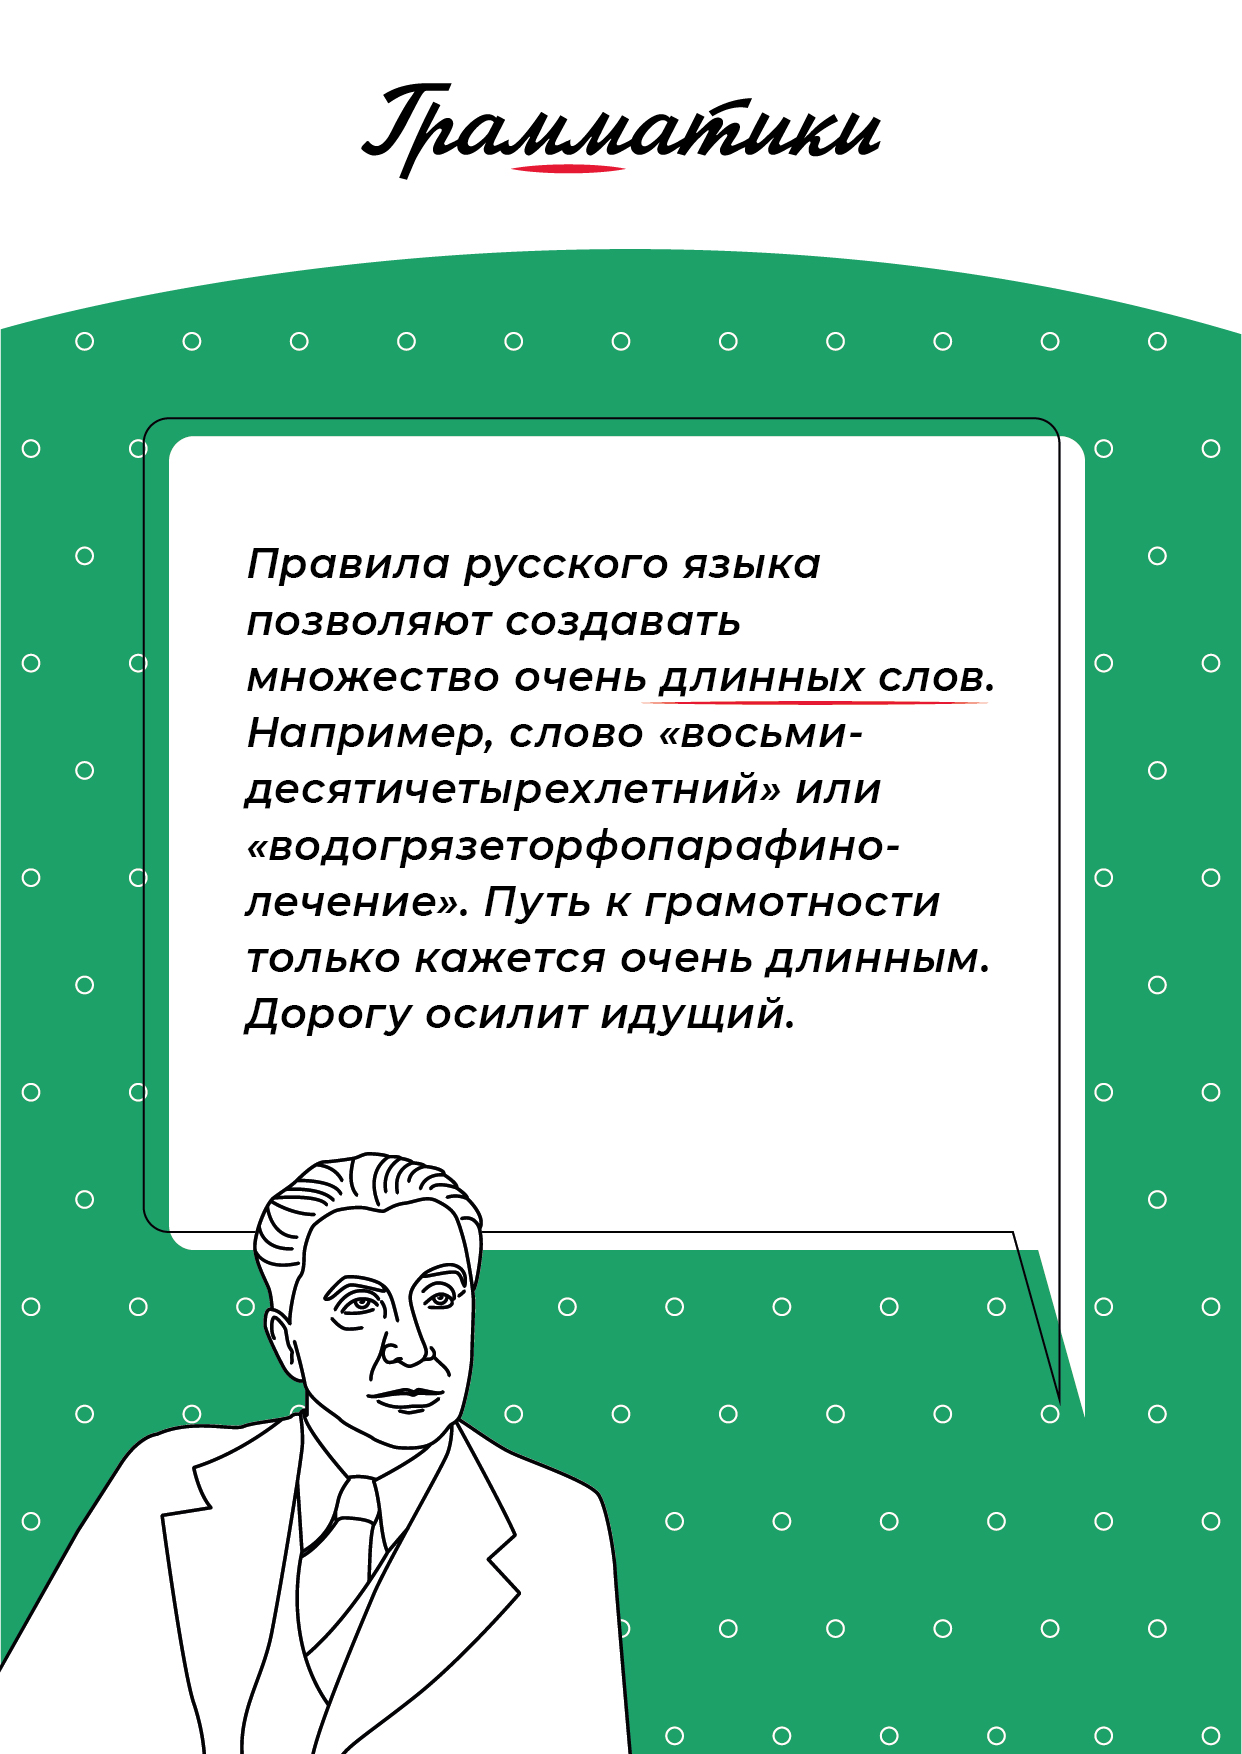 Грамматики
Правила русского языка
позволяют создавать
множество очень длинных слов.
Например, слово «восьми-
десятичетырехлетний» или
«водогрязеторфопарафино-
лечение». Путь к грамотности
только кажется очень длинным.
Дорогу осилит идущий.